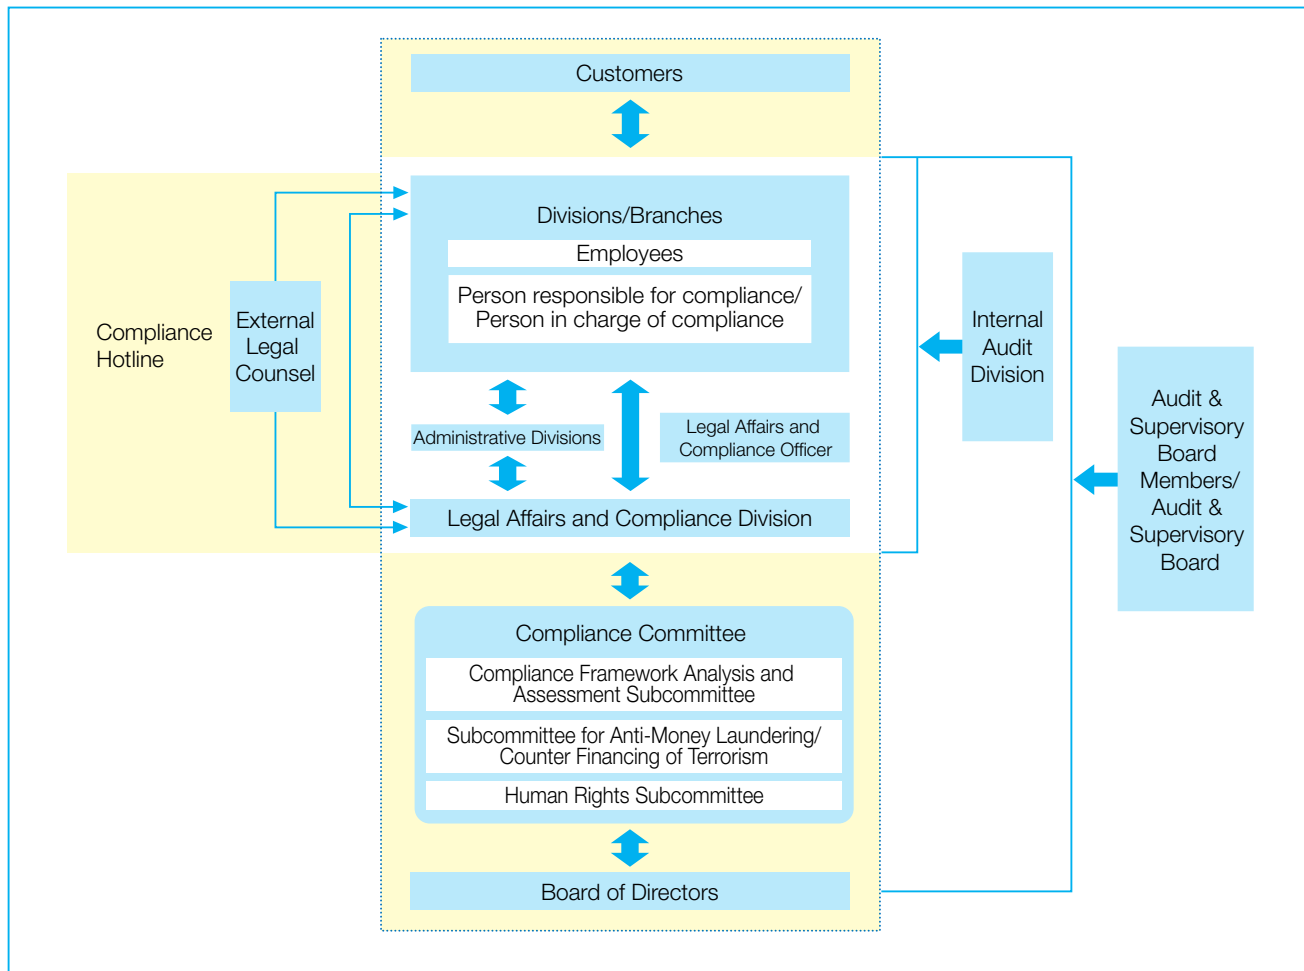 Customers
Divisions/Branches
Employees
Person responsible for compliance/
Person in charge of compliance
Compliance
Hotline
External
Legal
Counsel
Internal
Audit
Division
Audit &
Supervisory
Board
Members/
Audit &
Supervisory
Board
Administrative Divisions
Legal Affairs and
Compliance Officer
Legal Affairs and Compliance Division
Compliance Committee
Compliance Framework Analysis and
Assessment Subcommittee
Subcommittee for Anti-Money Laundering/
Counter Financing of Terrorism
Human Rights Subcommittee
Board of Directors